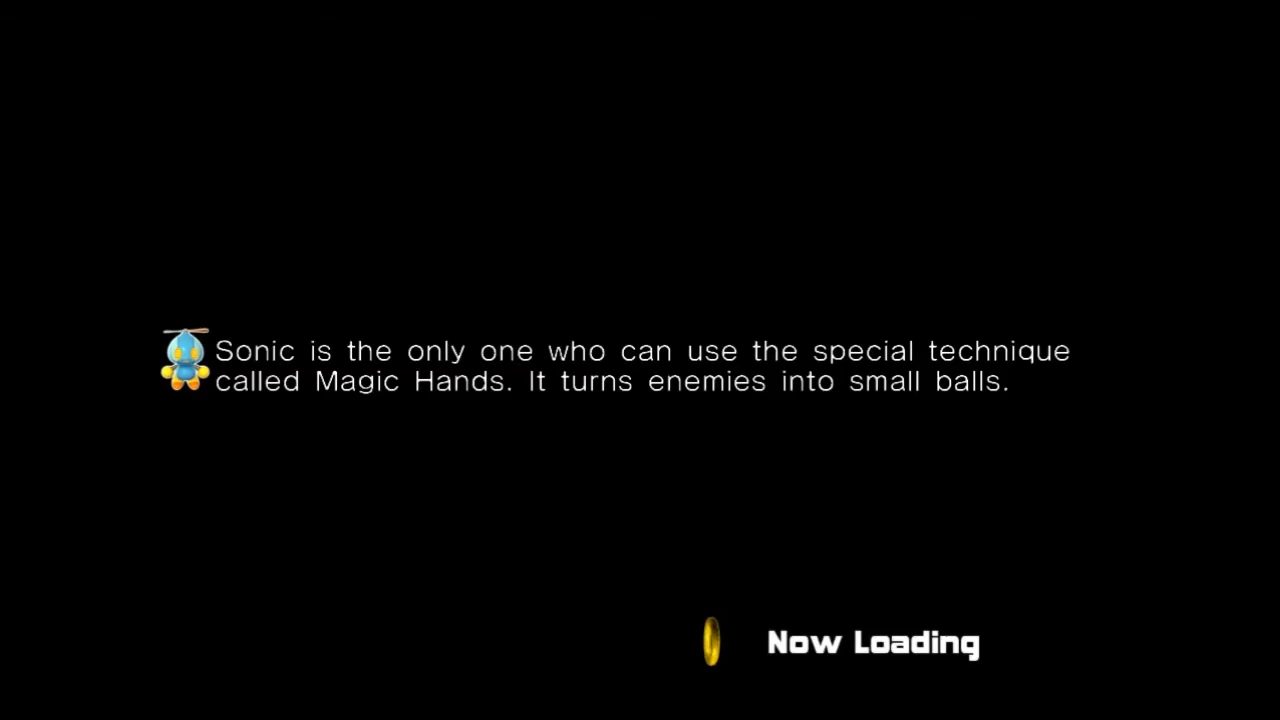 Sonic is the only one who can use the special technique
called Magic Hands. It turns enemies into small balls.
Now Loading